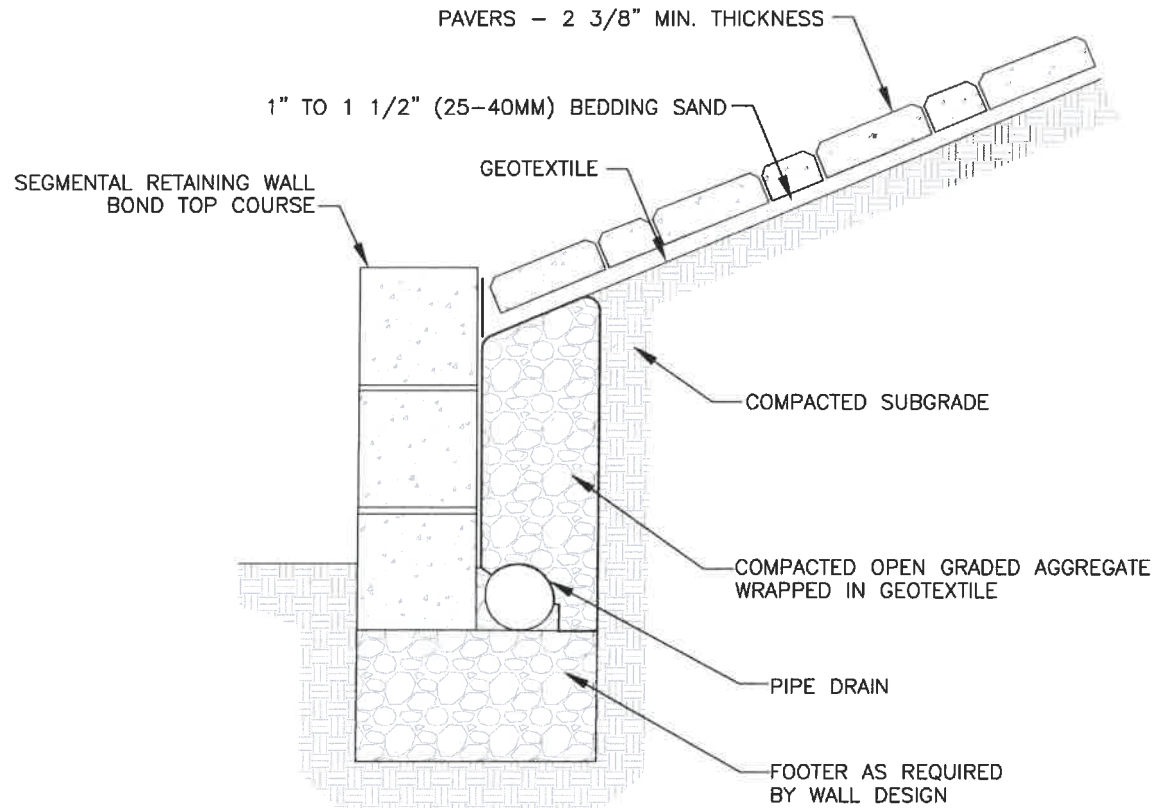 PAVERS – 2 3/8" MIN. THICKNESS
1" TO 1 1/2" (25–40MM) BEDDING SAND
GEOTEXTILE
SEGMENTAL RETAINING WALL
BOND TOP COURSE
COMPACTED SUBGRADE
COMPACTED OPEN GRADED AGGREGATE
WRAPPED IN GEOTEXTILE
PIPE DRAIN
FOOTER AS REQUIRED
BY WALL DESIGN